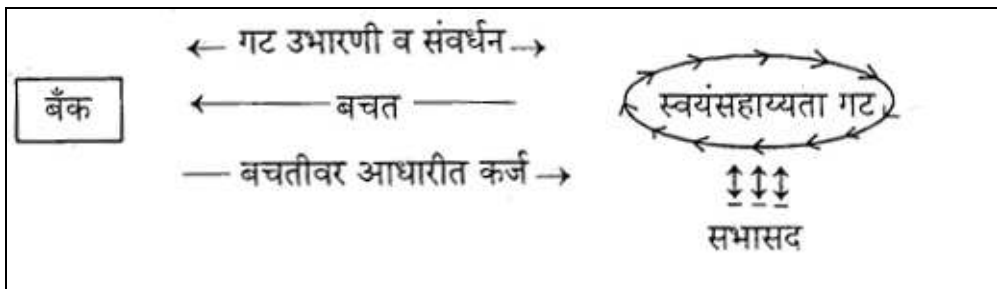 गट उभारणी व संवर्धन
बँक
बचत
स्वयंसहाय्यता गट
बचतीवर आधारीत कर्ज
सभासद